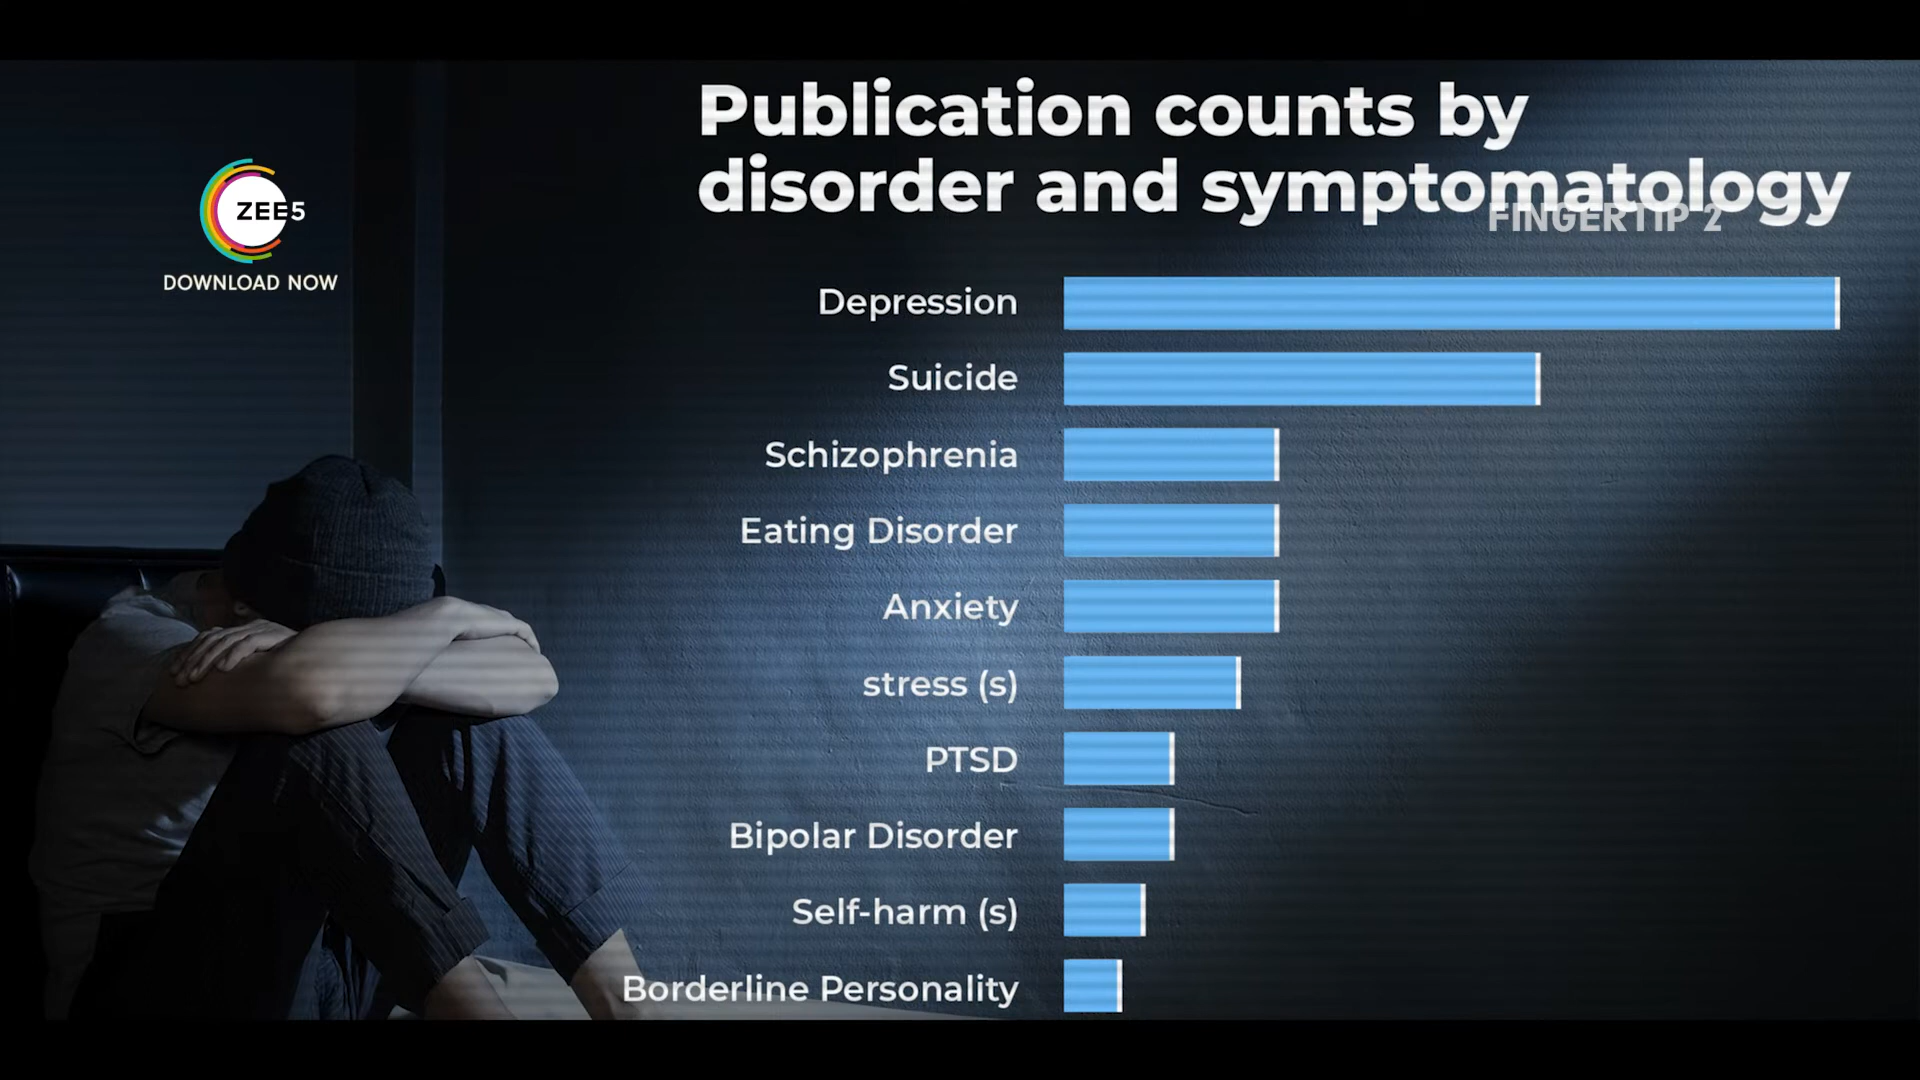 Publication counts by
disorder and symptomatology
FINGERTIP 2
ZEE5
DOWNLOAD NOW
Depression
Suicide
Schizophrenia
Eating Disorder
Anxiety
stress (s)
PTSD
Bipolar Disorder
Self-harm (s)
Borderline Personality